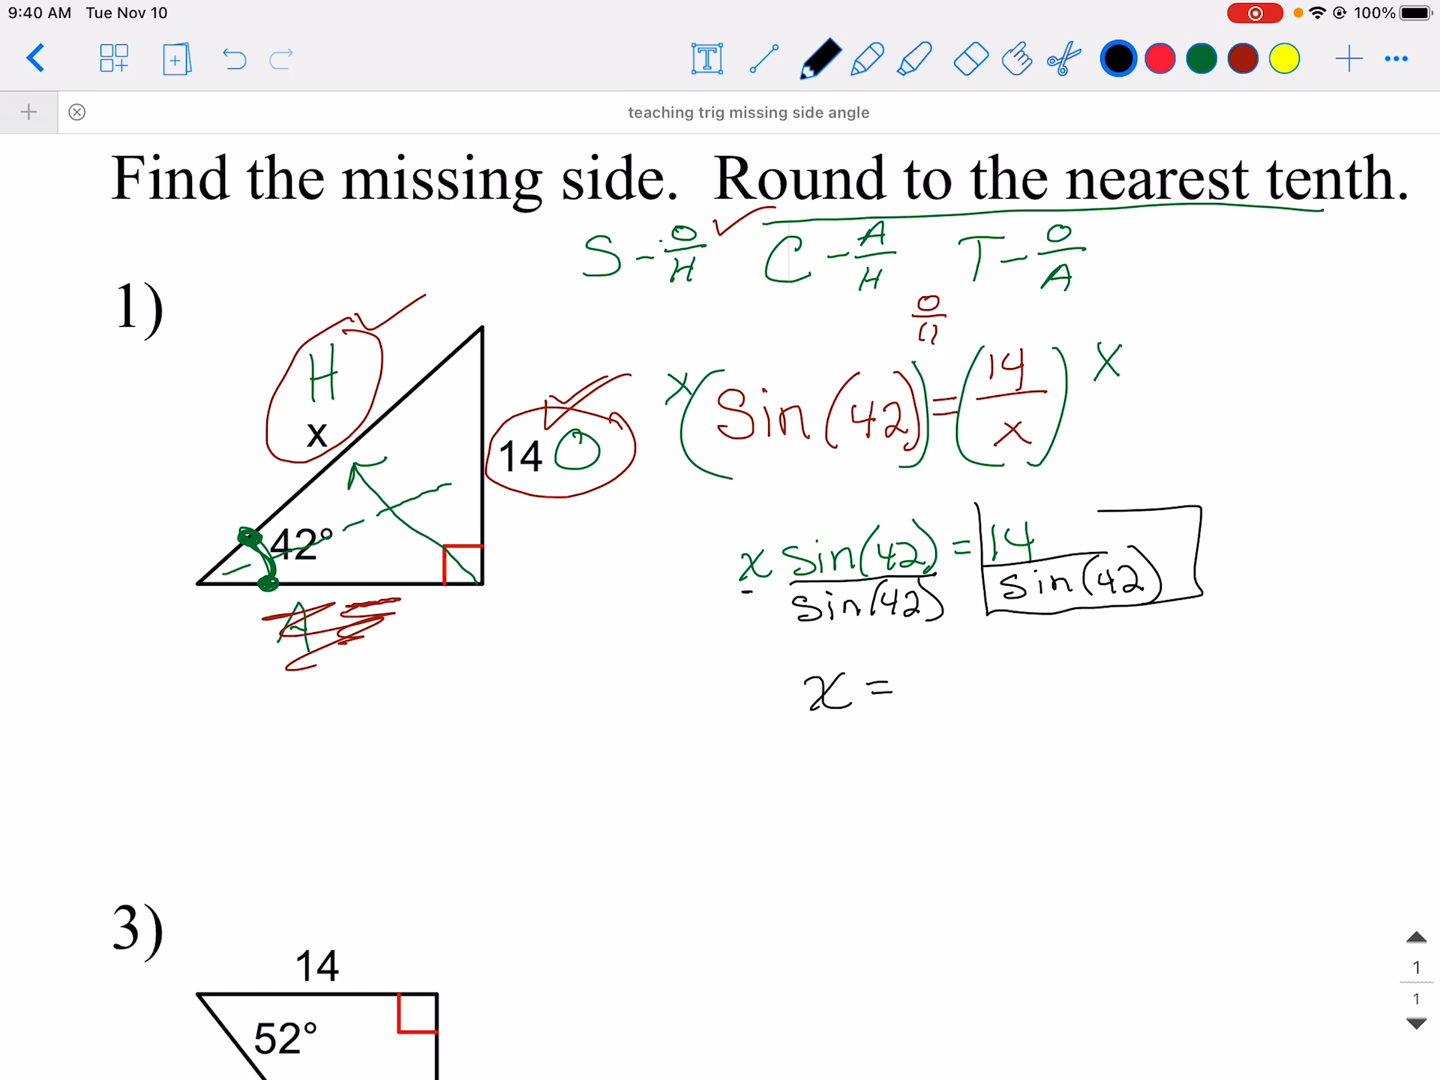 9:40 AM Tue Nov 10 100%
T
teaching trig missing side angle
Find the missing side. Round to the nearest tenth.
S - O/H C - A/H T - O/A
1)
H
x
14 O
42°
A
O
x (Sin (42)) = (14/x) x
x sin(42) = 14
sin(42) sin(42)
x =
3)
14
52°
1
1